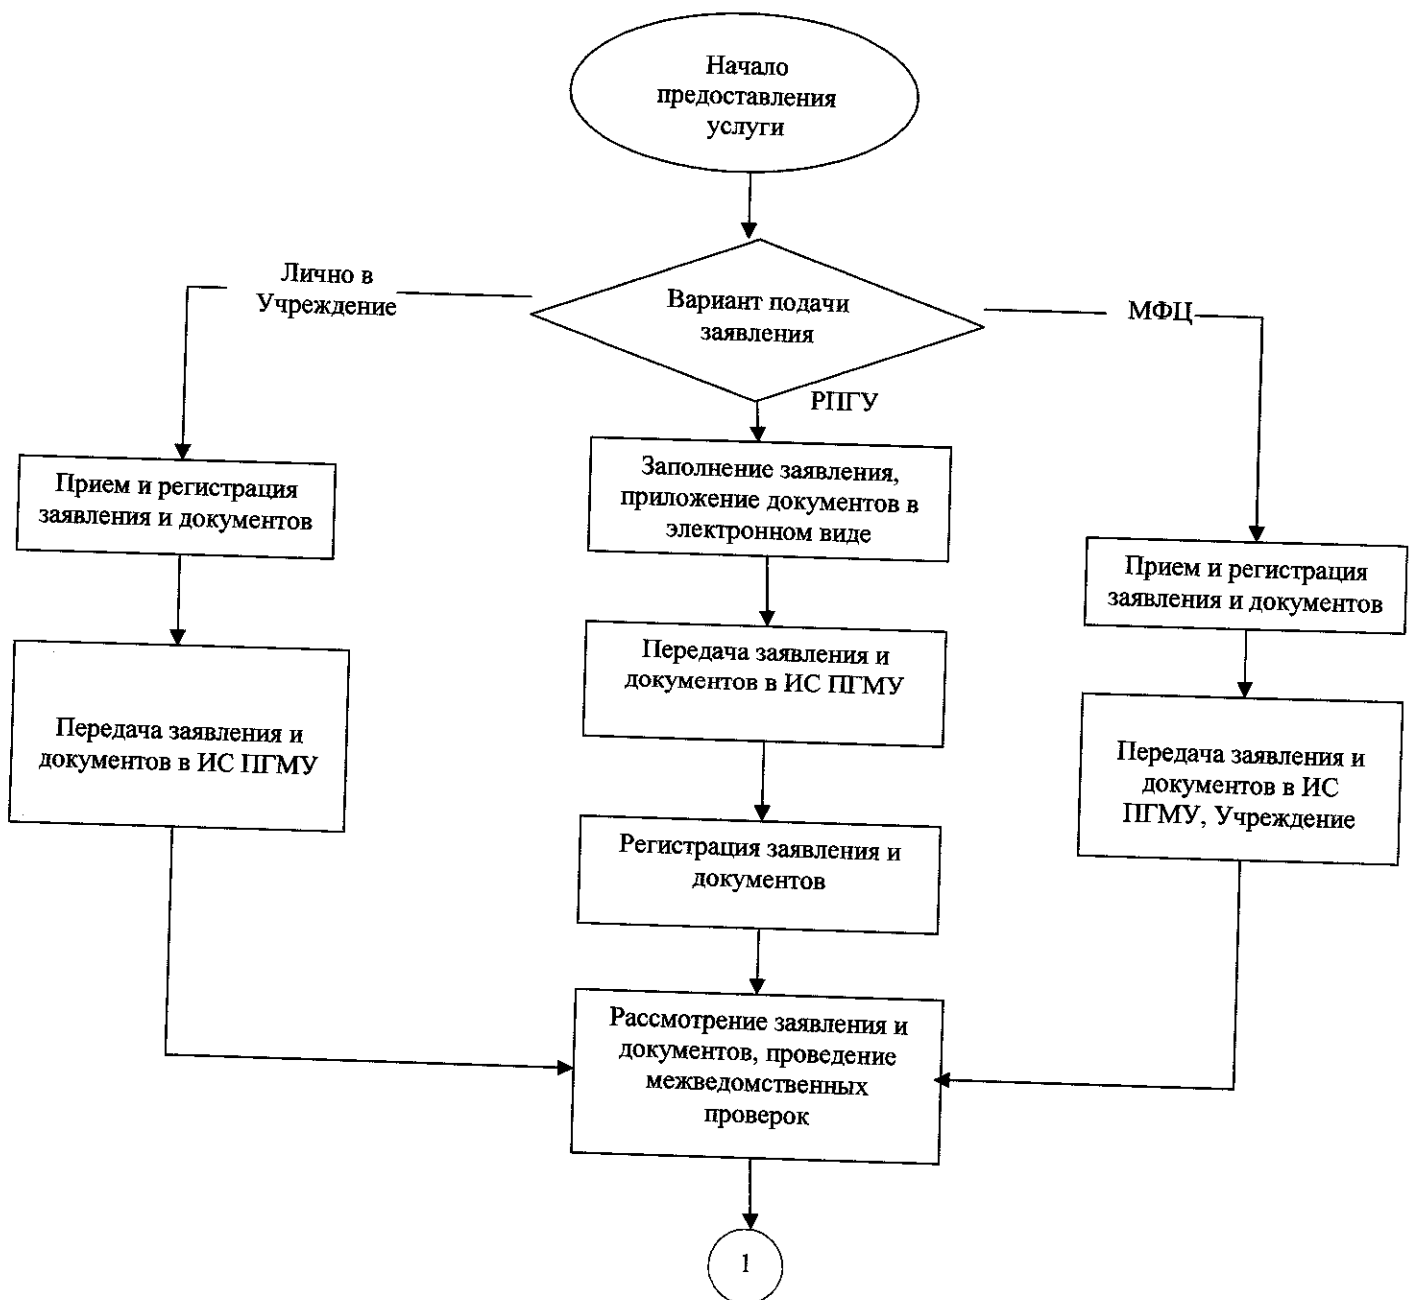 Начало
предоставления
услуги
Лично в
Учреждение
Вариант подачи
заявления
МФЦ
РПГУ
Прием и регистрация
заявления и документов
Заполнение заявления,
приложение документов в
электронном виде
Прием и регистрация
заявления и документов
Передача заявления и
документов в ИС ПГМУ
Передача заявления и
документов в ИС ПГМУ
Передача заявления и
документов в ИС
ПГМУ, Учреждение
Регистрация заявления и
документов
Рассмотрение заявления и
документов, проведение
межведомственных
проверок
1